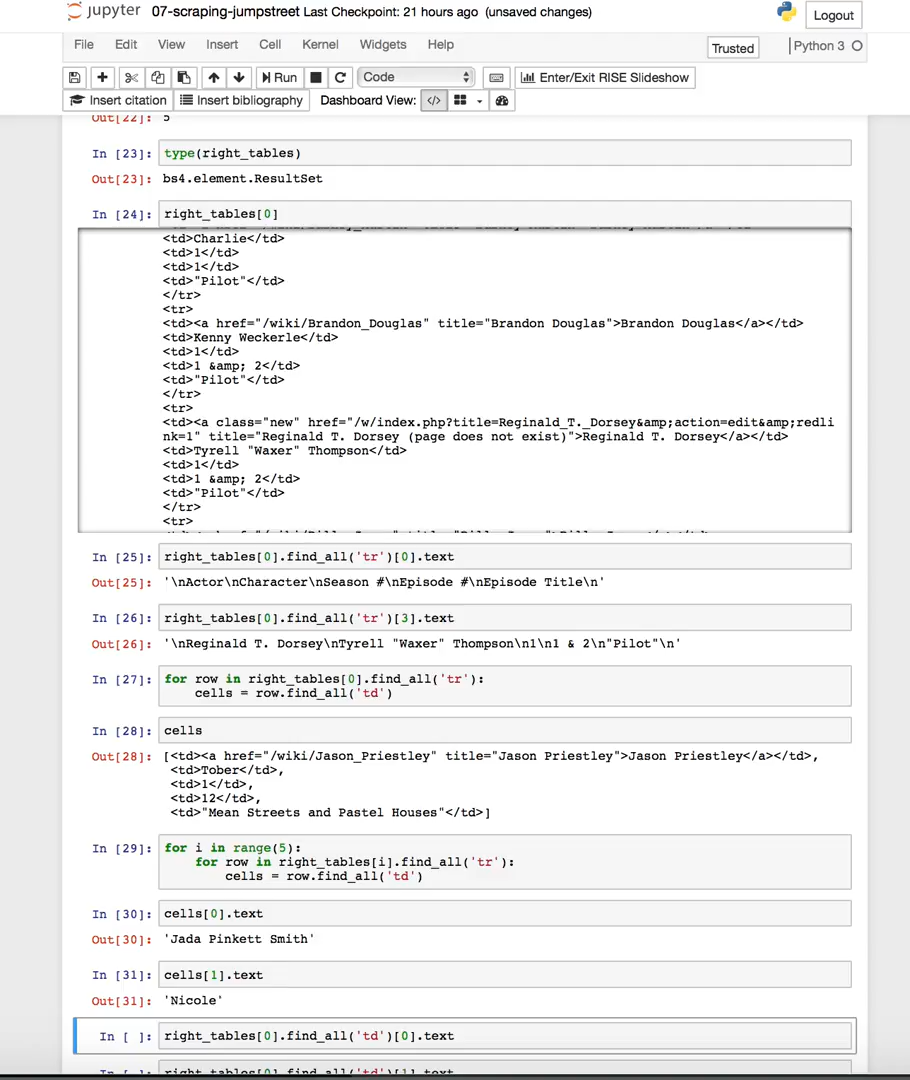 jupyter 07-scraping-jumpstreet Last Checkpoint: 21 hours ago (unsaved changes) Logout
File Edit View Insert Cell Kernel Widgets Help Trusted Python 3
Run Code Enter/Exit RISE Slideshow
Insert citation Insert bibliography Dashboard View: </>
Out[22]: 5
In [23]: type(right_tables)
Out[23]: bs4.element.ResultSet
In [24]: right_tables[0]
<td>Charlie</td>
<td>1</td>
<td>1</td>
<td>"Pilot"</td>
</tr>
<tr>
<td><a href="/wiki/Brandon_Douglas" title="Brandon Douglas">Brandon Douglas</a></td>
<td>Kenny Weckerle</td>
<td>1</td>
<td>1 &amp; 2</td>
<td>"Pilot"</td>
</tr>
<tr>
<td><a class="new" href="/w/index.php?title=Reginald_T._Dorsey&amp;action=edit&amp;redli
nk=1" title="Reginald T. Dorsey (page does not exist)">Reginald T. Dorsey</a></td>
<td>Tyrell "Waxer" Thompson</td>
<td>1</td>
<td>1 &amp; 2</td>
<td>"Pilot"</td>
</tr>
<tr>
In [25]: right_tables[0].find_all('tr')[0].text
Out[25]: '\nActor\nCharacter\nSeason #\nEpisode #\nEpisode Title\n'
In [26]: right_tables[0].find_all('tr')[3].text
Out[26]: '\nReginald T. Dorsey\nTyrell "Waxer" Thompson\n1\n1 & 2\n"Pilot"\n'
In [27]: for row in right_tables[0].find_all('tr'):
cells = row.find_all('td')
In [28]: cells
Out[28]: [<td><a href="/wiki/Jason_Priestley" title="Jason Priestley">Jason Priestley</a></td>,
<td>Tober</td>,
<td>1</td>,
<td>12</td>,
<td>"Mean Streets and Pastel Houses"</td>]
In [29]: for i in range(5):
for row in right_tables[i].find_all('tr'):
cells = row.find_all('td')
In [30]: cells[0].text
Out[30]: 'Jada Pinkett Smith'
In [31]: cells[1].text
Out[31]: 'Nicole'
In [ ]: right_tables[0].find_all('td')[0].text
In [ ]: right_tables[0].find_all('td')[1].text